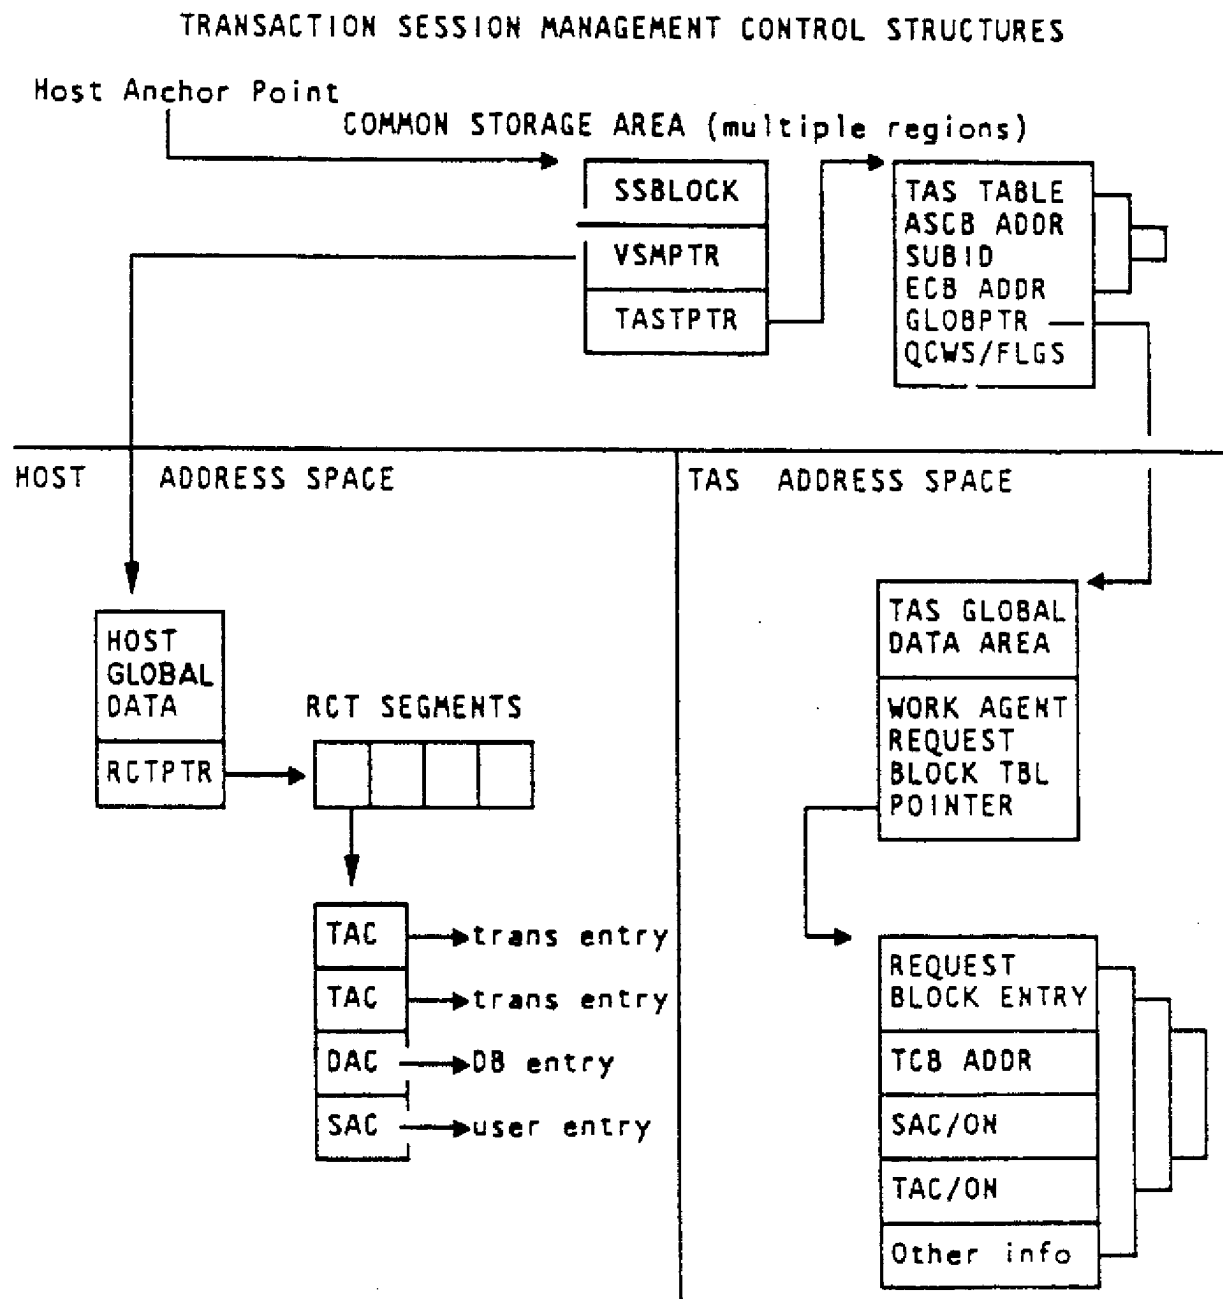 TRANSACTION SESSION MANAGEMENT CONTROL STRUCTURES
Host Anchor Point
COMMON STORAGE AREA (multiple regions)
SSBLOCK
VSMPTR
TASTPTR
TAS TABLE
ASCB ADDR
SUBID
ECB ADDR
GLOBPTR
QCWS/FLGS
HOST ADDRESS SPACE
TAS ADDRESS SPACE
HOST
GLOBAL
DATA
RCTPTR
RCT SEGMENTS
TAC
trans entry
TAC
trans entry
DAC
DB entry
SAC
user entry
TAS GLOBAL
DATA AREA
WORK AGENT
REQUEST
BLOCK TBL
POINTER
REQUEST
BLOCK ENTRY
TCB ADDR
SAC/ON
TAC/ON
Other info